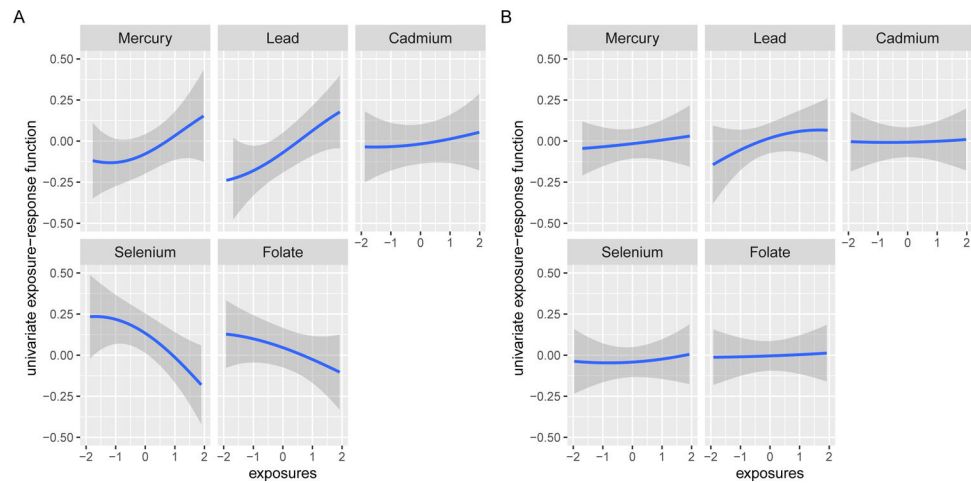 A
univariate exposure−response function
Mercury
Lead
Cadmium
0.50
0.25
0.00
−0.25
−0.50
−2 −1 0 1 2
Selenium
Folate
0.50
0.25
0.00
−0.25
−0.50
−2 −1 0 1 2
−2 −1 0 1 2
exposures
B
univariate exposure−response function
Mercury
Lead
Cadmium
0.50
0.25
0.00
−0.25
−0.50
−2 −1 0 1 2
Selenium
Folate
0.50
0.25
0.00
−0.25
−0.50
−2 −1 0 1 2
−2 −1 0 1 2
exposures